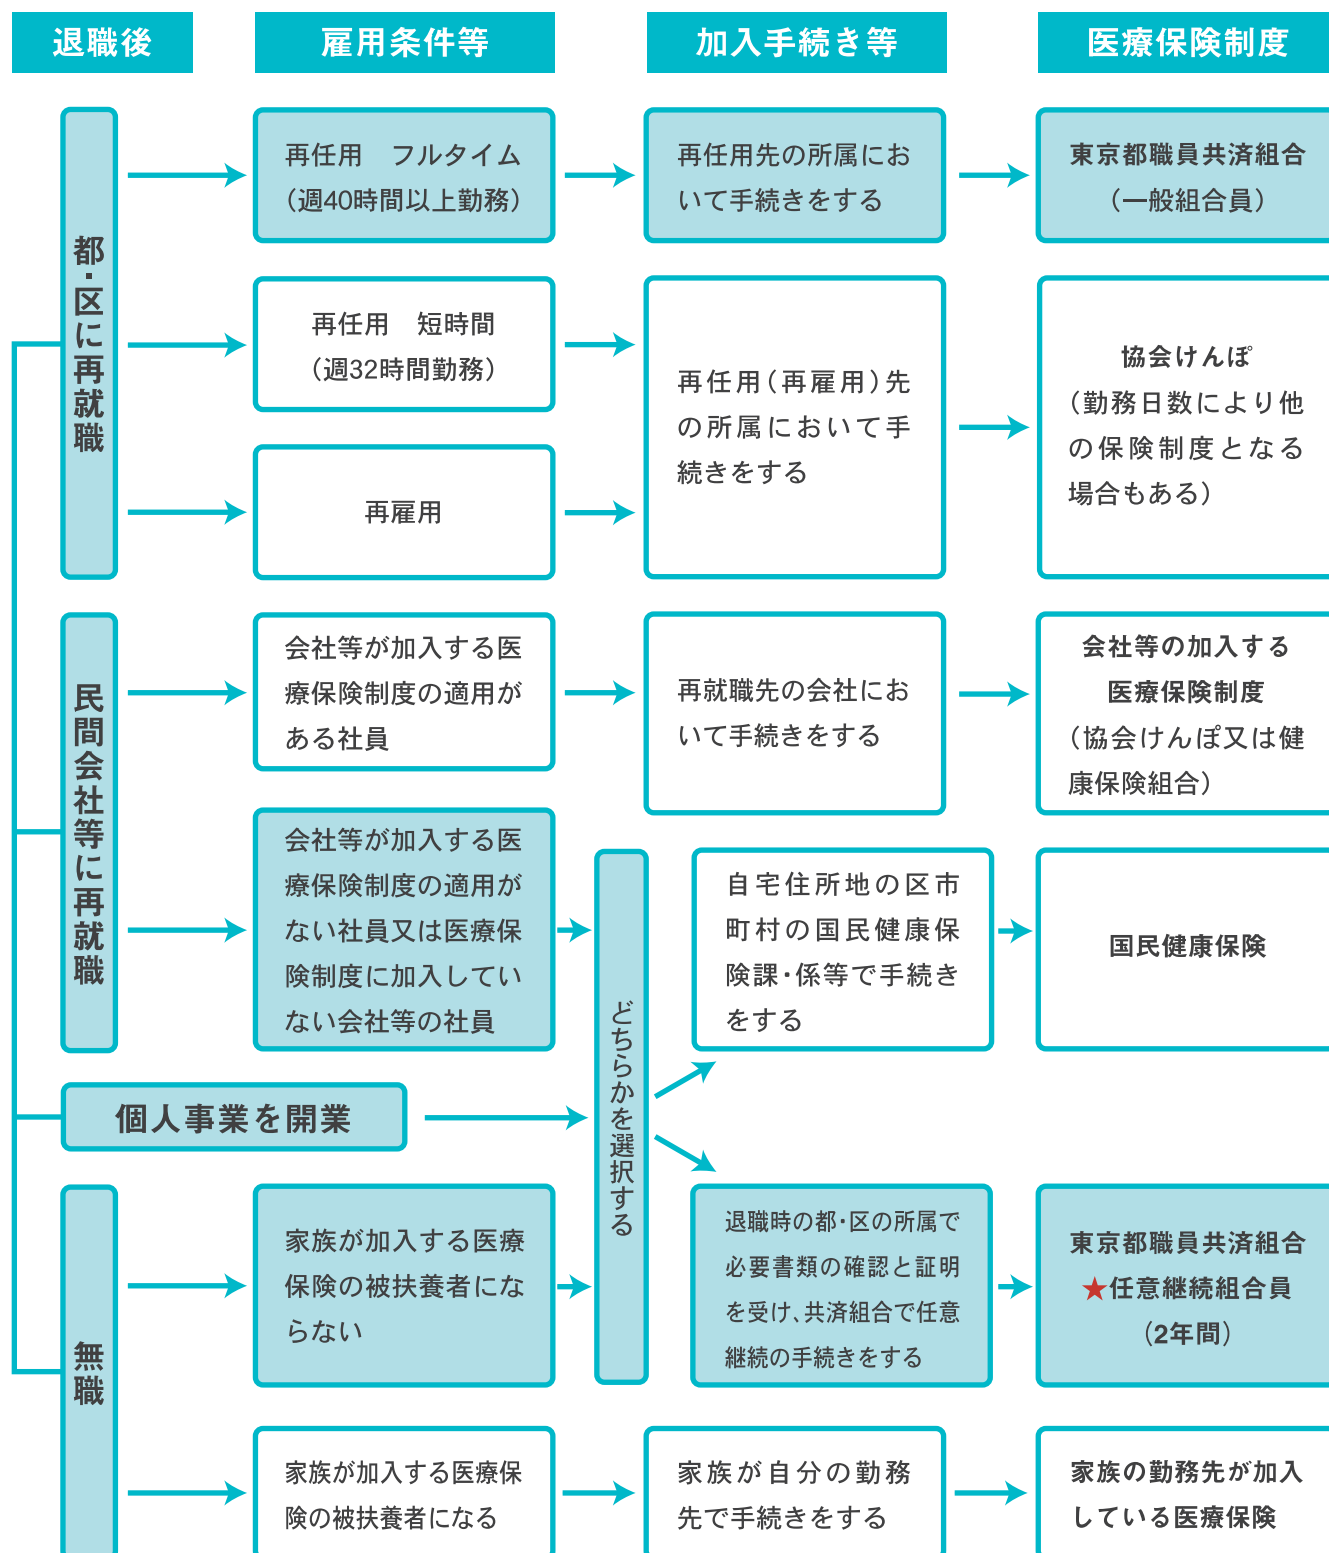 退職後
雇用条件等
加入手続き等
医療保険制度
都・区に再就職
再任用　フルタイム
（週40時間以上勤務）
再任用先の所属にお
いて手続きをする
東京都職員共済組合
（一般組合員）
再任用　短時間
（週32時間勤務）
再雇用
再任用（再雇用）先
の所属において手
続きをする
協会けんぽ
（勤務日数により他
の保険制度となる
場合もある）
民間会社等に再就職
会社等が加入する医
療保険制度の適用が
ある社員
再就職先の会社にお
いて手続きをする
会社等の加入する
医療保険制度
（協会けんぽ又は健
康保険組合）
会社等が加入する医
療保険制度の適用が
ない社員又は医療保
険制度に加入してい
ない会社等の社員
どちらかを選択する
自宅住所地の区市
町村の国民健康保
険課・係等で手続き
をする
国民健康保険
個人事業を開業
無職
家族が加入する医療
保険の被扶養者にな
らない
退職時の都・区の所属で
必要書類の確認と証明
を受け、共済組合で任意
継続の手続きをする
東京都職員共済組合
★任意継続組合員
（2年間）
家族が加入する医療保
険の被扶養者になる
家族が自分の勤務
先で手続きをする
家族の勤務先が加入
している医療保険